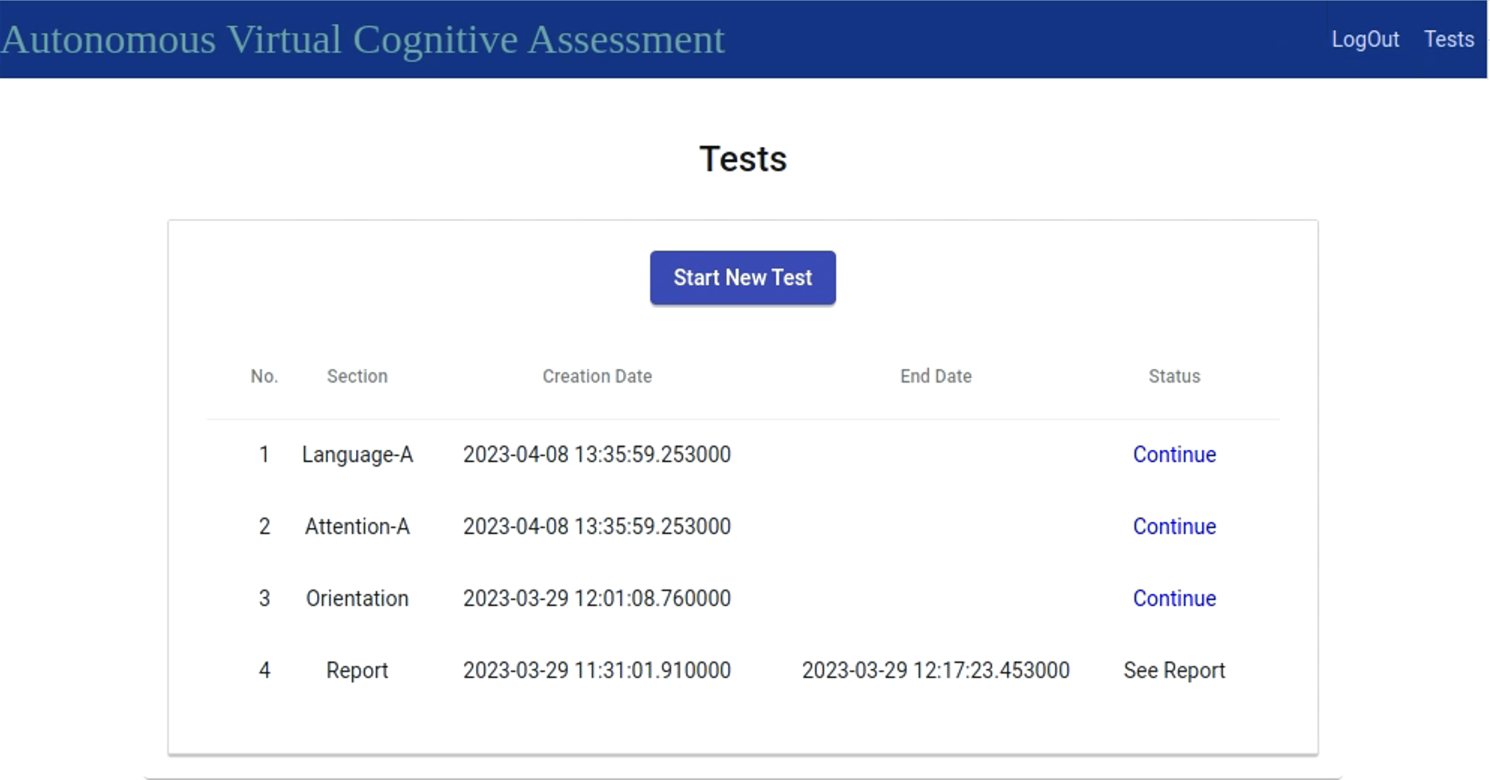 Autonomous Virtual Cognitive Assessment LogOut Tests
Tests
Start New Test
No. Section Creation Date End Date Status
1 Language-A 2023-04-08 13:35:59.253000 Continue
2 Attention-A 2023-04-08 13:35:59.253000 Continue
3 Orientation 2023-03-29 12:01:08.760000 Continue
4 Report 2023-03-29 11:31:01.910000 2023-03-29 12:17:23.453000 See Report